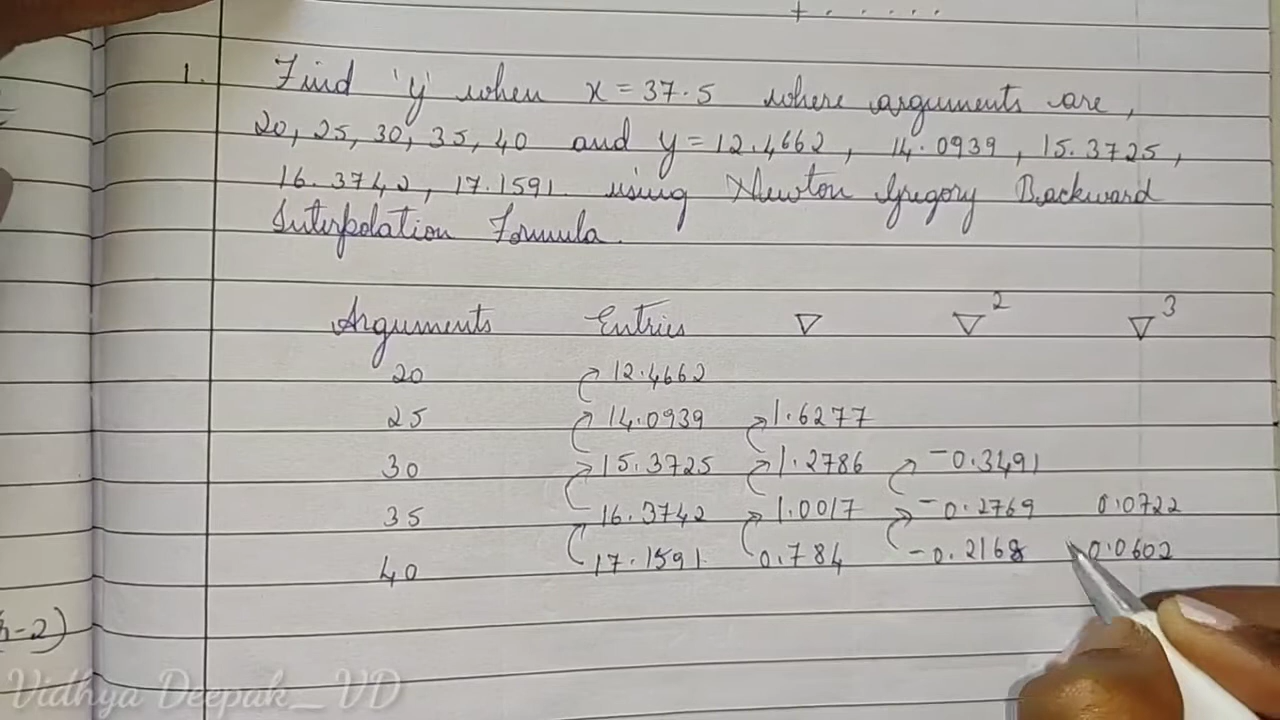 + . . . . . .
1. Find 'y' when x = 37.5 where arguments are,
20, 25, 30, 35, 40 and y = 12.4662, 14.0939, 15.3725,
16.3742, 17.1591. using Newton Gregory Backward
Interpolation Formula.
Arguments Entries ∇ ∇² ∇³
20 12.4662
25 14.0939 1.6277
30 15.3725 1.2786 -0.3491
35 16.3742 1.0017 -0.2769 0.0722
40 17.1591. 0.784 -0.2168 0.0602
n-2)
Vidhya Deepak_VD